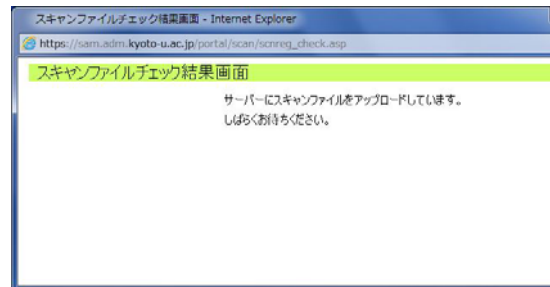 スキャンファイルチェック結果画面 - Internet Explorer
https://sam.adm.kyoto-u.ac.jp/portal/scan/scnreg_check.asp
スキャンファイルチェック結果画面
サーバーにスキャンファイルをアップロードしています。
しばらくお待ちください。